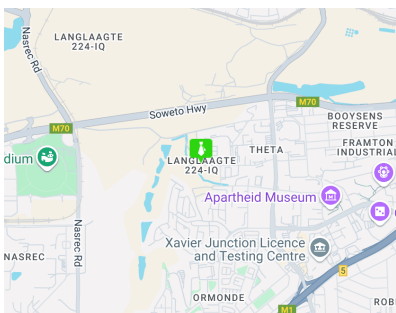 Nasrec Rd
LANGLAAGTE
224-IQ
Soweto Hwy
M70
M70
BOOYSENS
RESERVE
FRAMTON
INDUSTRIAL
THETA
dium
LANGLAAGTE
224-IQ
Apartheid Museum
Nasrec Rd
Xavier Junction Licence
and Testing Centre
NASREC
5
ORMONDE
M1
ROB